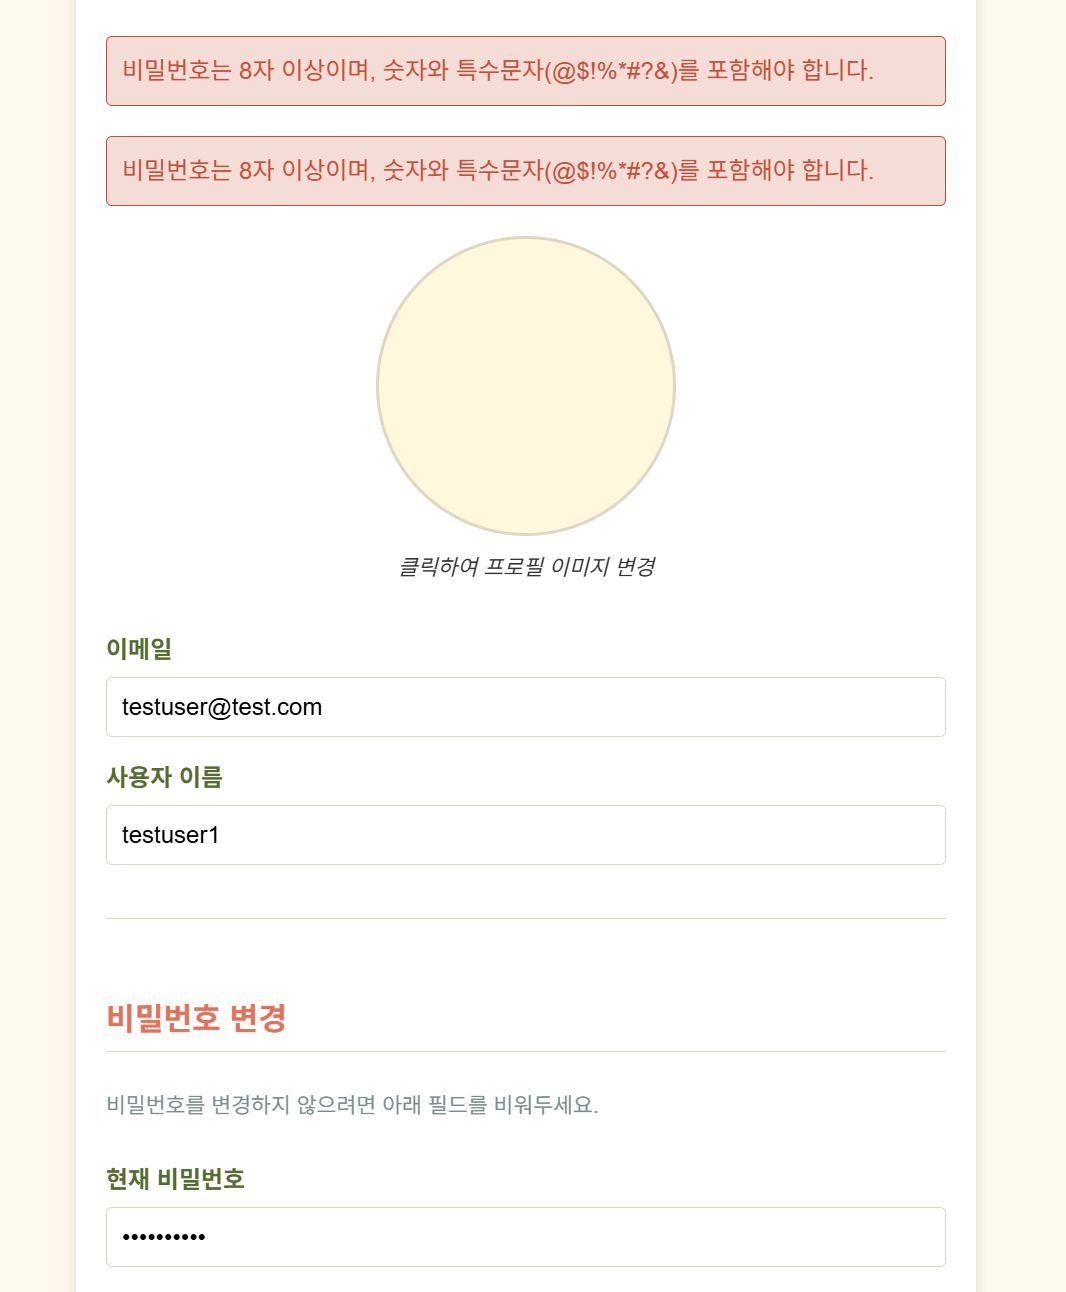 비밀번호는 8자 이상이며, 숫자와 특수문자(@$!%*#?&)를 포함해야 합니다.
비밀번호는 8자 이상이며, 숫자와 특수문자(@$!%*#?&)를 포함해야 합니다.
클릭하여 프로필 이미지 변경
이메일
testuser@test.com
사용자 이름
testuser1
비밀번호 변경
비밀번호를 변경하지 않으려면 아래 필드를 비워두세요.
현재 비밀번호
••••••••••